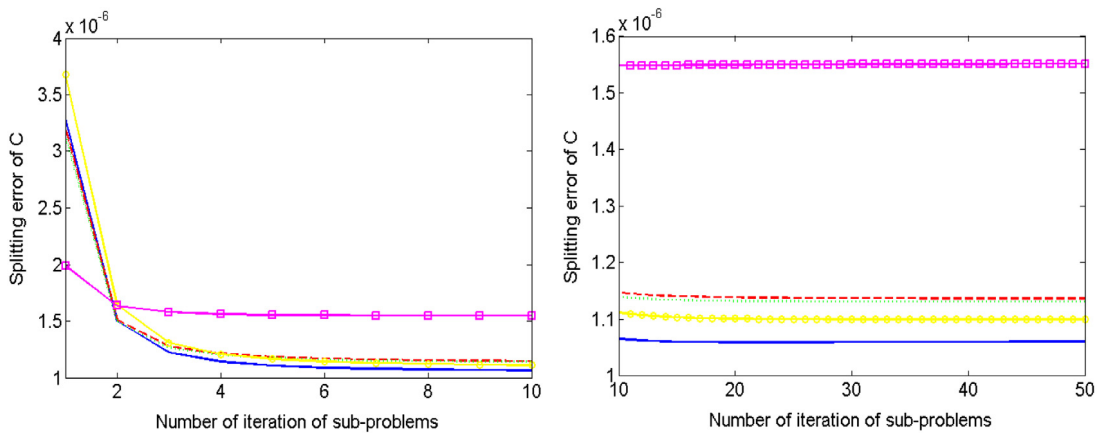 x 10-6
4
3.5
3
2.5
2
1.5
1
2 4 6 8 10
Splitting error of C
Number of iteration of sub-problems
x 10-6
1.6
1.5
1.4
1.3
1.2
1.1
1
10 20 30 40 50
Splitting error of C
Number of iteration of sub-problems